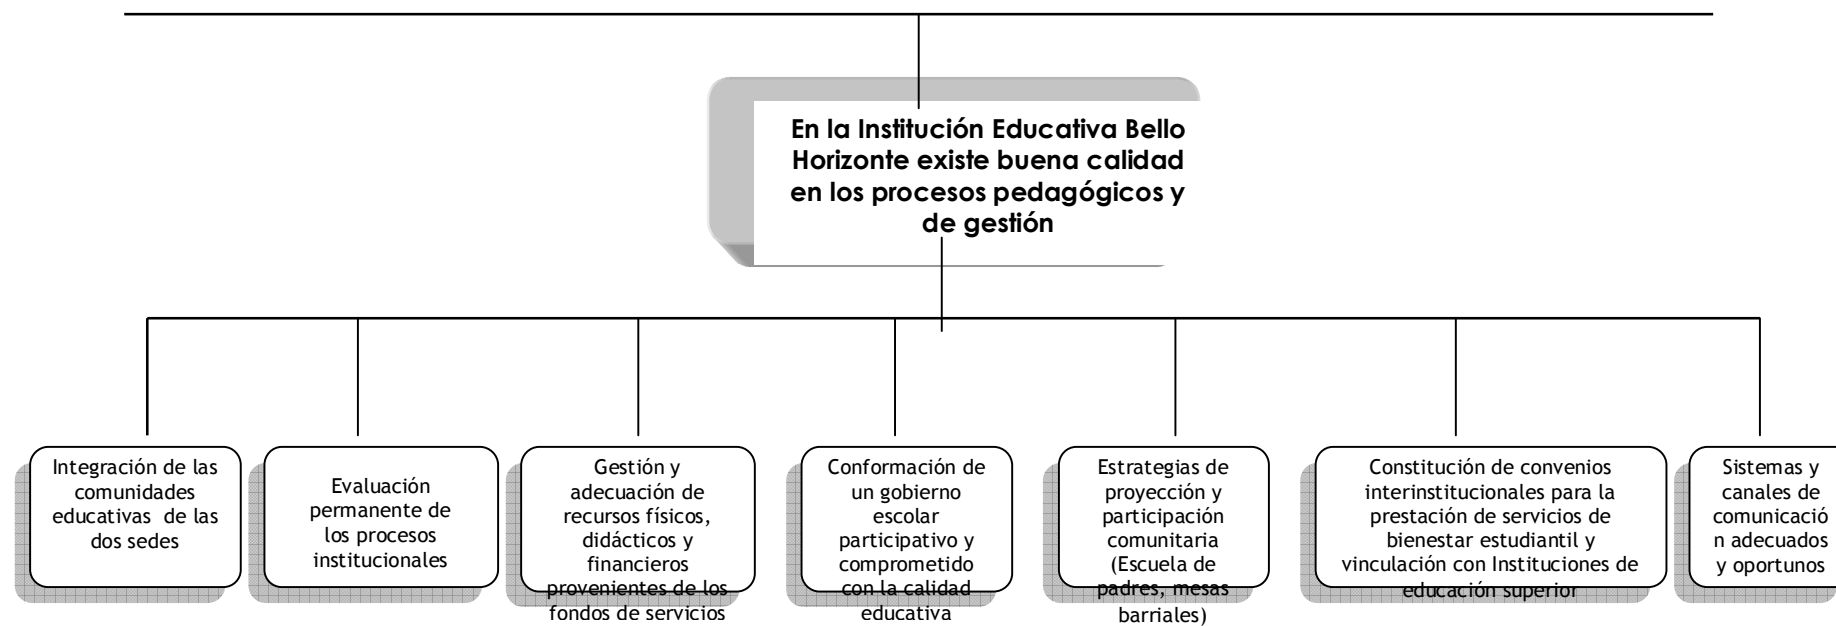 En la Institución Educativa Bello
Horizonte existe buena calidad
en los procesos pedagógicos y
de gestión
Integración de las
comunidades
educativas de las
dos sedes
Evaluación
permanente de
los procesos
institucionales
Gestión y
adecuación de
recursos físicos,
didácticos y
financieros
provenientes de los
fondos de servicios
Conformación de
un gobierno
escolar
participativo y
comprometido
con la calidad
educativa
Estrategias de
proyección y
participación
comunitaria
(Escuela de
padres, mesas
barriales)
Constitución de convenios
interinstitucionales para la
prestación de servicios de
bienestar estudiantil y
vinculación con Instituciones de
educación superior
Sistemas y
canales de
comunicació
n adecuados
y oportunos